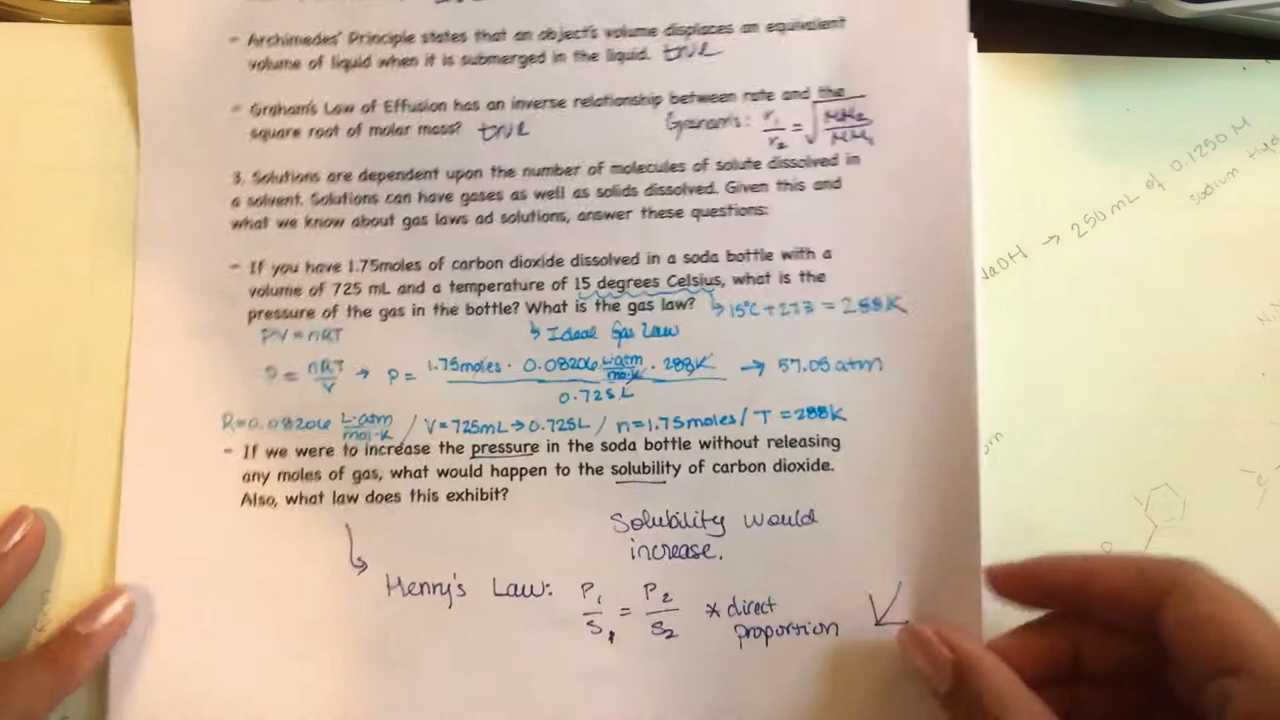 - Archimedes' Principle states that an object's volume displaces an equivalent
volume of liquid when it is submerged in the liquid. true
- Graham's Law of Effusion has an inverse relationship between rate and the
square root of molar mass? true
Graham's: r₁/r₂ = √(MM₂/MM₁)
3. Solutions are dependent upon the number of molecules of solute dissolved in
a solvent. Solutions can have gases as well as solids dissolved. Given this and
what we know about gas laws ad solutions, answer these questions:
- If you have 1.75moles of carbon dioxide dissolved in a soda bottle with a
volume of 725 mL and a temperature of 15 degrees Celsius, what is the
pressure of the gas in the bottle? What is the gas law? ↳ 15°C + 273 = 288K
PV = nRT ↳ Ideal Gas Law
P = nRT/V → P = 1.75moles · 0.08206 L·atm/mol·K · 288K / 0.725L → 57.05 atm
R=0.08206 L·atm/mol·K / V=725mL→0.725L / n=1.75moles / T=288K
- If we were to increase the pressure in the soda bottle without releasing
any moles of gas, what would happen to the solubility of carbon dioxide.
Also, what law does this exhibit?
Solubility would
increase.
Henry's Law: P₁/S₁ = P₂/S₂ * direct
proportion
NaOH → 250 mL of 0.1250 M
sodium